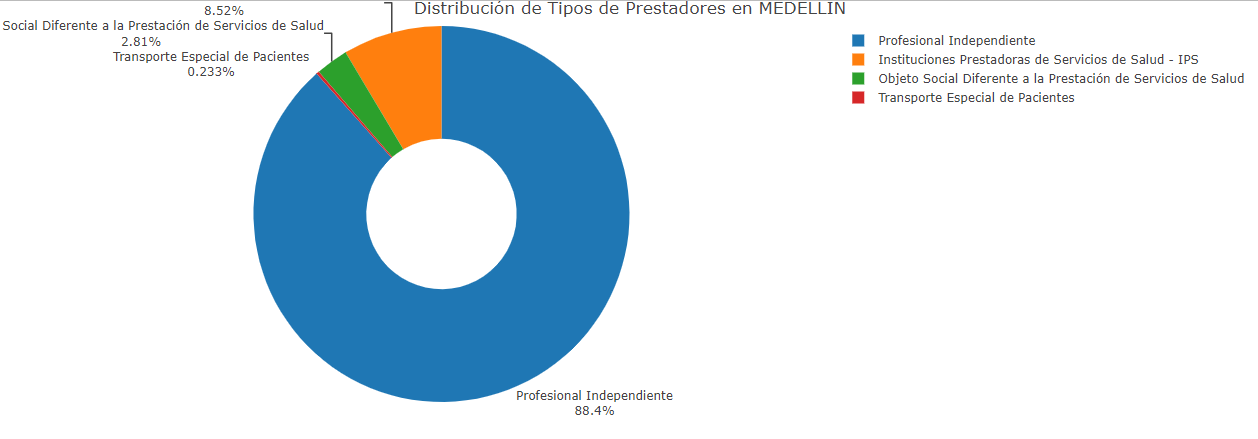 Distribución de Tipos de Prestadores en MEDELLIN
8.52%
Social Diferente a la Prestación de Servicios de Salud
2.81%
Transporte Especial de Pacientes
0.233%
Profesional Independiente
88.4%
Profesional Independiente
Instituciones Prestadoras de Servicios de Salud - IPS
Objeto Social Diferente a la Prestación de Servicios de Salud
Transporte Especial de Pacientes